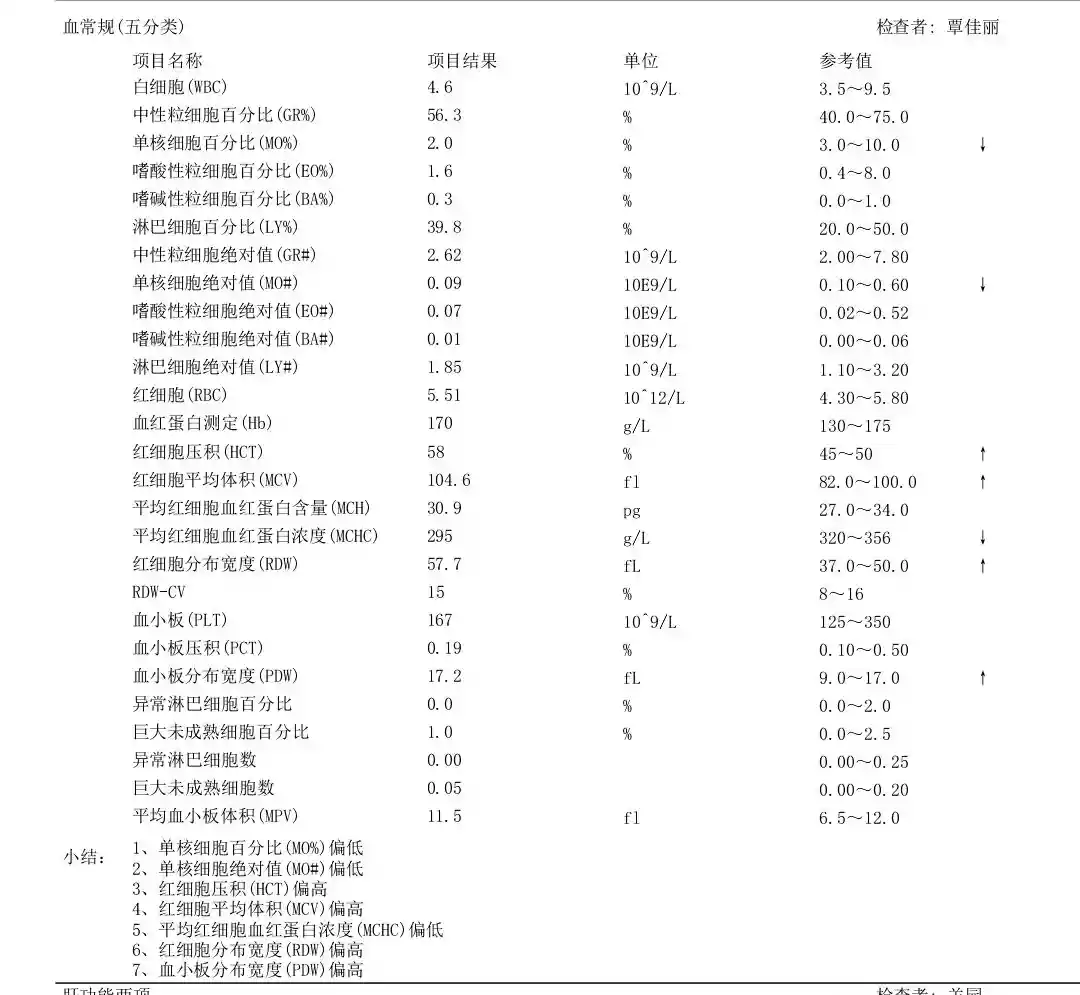 血常规(五分类) 检查者: 覃佳丽
项目名称 项目结果 单位 参考值
白细胞(WBC) 4.6 10^9/L 3.5～9.5
中性粒细胞百分比(GR%) 56.3 % 40.0～75.0
单核细胞百分比(MO%) 2.0 % 3.0～10.0 ↓
嗜酸性粒细胞百分比(EO%) 1.6 % 0.4～8.0
嗜碱性粒细胞百分比(BA%) 0.3 % 0.0～1.0
淋巴细胞百分比(LY%) 39.8 % 20.0～50.0
中性粒细胞绝对值(GR#) 2.62 10^9/L 2.00～7.80
单核细胞绝对值(MO#) 0.09 10E9/L 0.10～0.60 ↓
嗜酸性粒细胞绝对值(EO#) 0.07 10E9/L 0.02～0.52
嗜碱性粒细胞绝对值(BA#) 0.01 10E9/L 0.00～0.06
淋巴细胞绝对值(LY#) 1.85 10^9/L 1.10～3.20
红细胞(RBC) 5.51 10^12/L 4.30～5.80
血红蛋白测定(Hb) 170 g/L 130～175
红细胞压积(HCT) 58 % 45～50 ↑
红细胞平均体积(MCV) 104.6 fl 82.0～100.0 ↑
平均红细胞血红蛋白含量(MCH) 30.9 pg 27.0～34.0
平均红细胞血红蛋白浓度(MCHC) 295 g/L 320～356 ↓
红细胞分布宽度(RDW) 57.7 fL 37.0～50.0 ↑
RDW-CV 15 % 8～16
血小板(PLT) 167 10^9/L 125～350
血小板压积(PCT) 0.19 % 0.10～0.50
血小板分布宽度(PDW) 17.2 fL 9.0～17.0 ↑
异常淋巴细胞百分比 0.0 % 0.0～2.0
巨大未成熟细胞百分比 1.0 % 0.0～2.5
异常淋巴细胞数 0.00 0.00～0.25
巨大未成熟细胞数 0.05 0.00～0.20
平均血小板体积(MPV) 11.5 fl 6.5～12.0
小结: 1、单核细胞百分比(MO%)偏低
2、单核细胞绝对值(MO#)偏低
3、红细胞压积(HCT)偏高
4、红细胞平均体积(MCV)偏高
5、平均红细胞血红蛋白浓度(MCHC)偏低
6、红细胞分布宽度(RDW)偏高
7、血小板分布宽度(PDW)偏高
肝功能两项 检查者: